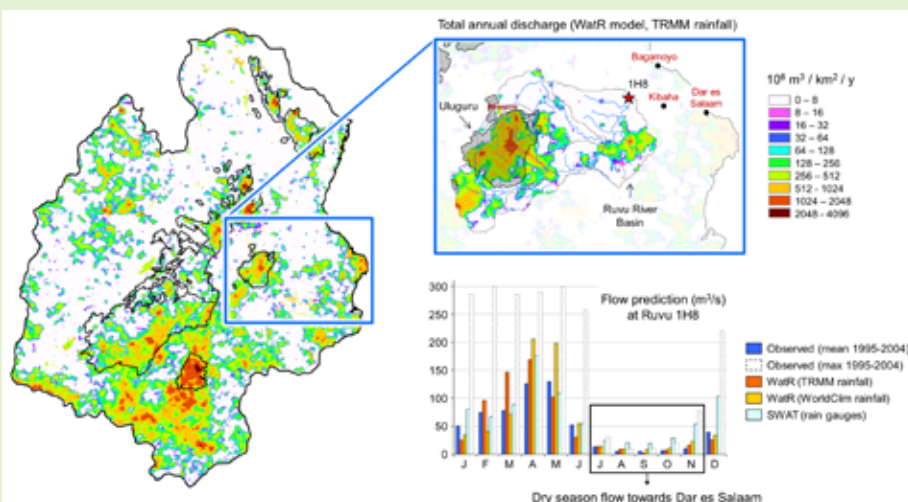 Total annual discharge (WatR model, TRMM rainfall)
Bagamoyo
1H8
Kibaha
Dar es
Salaam
Uluguru
Ruvu River
Basin
m³ / km² / y
0 – 8
8 – 16
16 – 32
32 – 64
64 – 128
128 – 256
256 – 512
512 - 1024
1024 – 2048
2048 - 4096
Flow prediction (m³/s)
at Ruvu 1H8
300
250
200
150
100
50
0
J F M A M J J A S O N D
Observed (mean 1995-2004)
Observed (max 1995-2004)
WatR (TRMM rainfall)
WatR (WorldClim rainfall)
SWAT (rain gauges)
Dry season flow towards Dar es Salaam